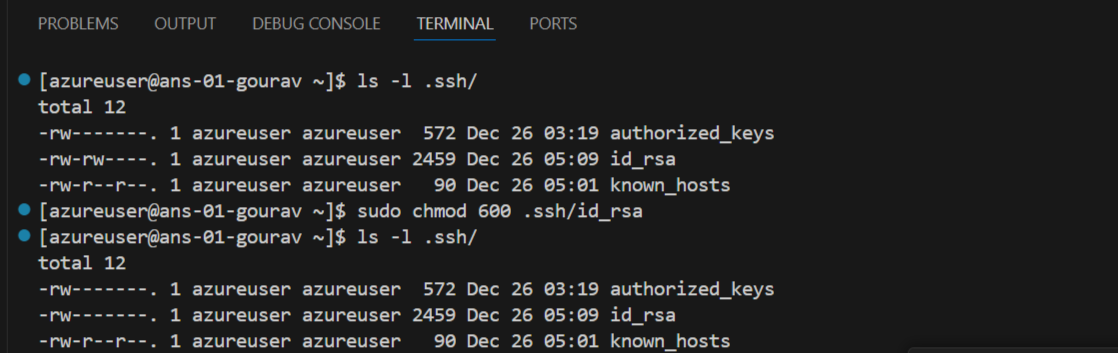 PROBLEMS OUTPUT DEBUG CONSOLE TERMINAL PORTS
[azureuser@ans-01-gourav ~]$ ls -l .ssh/
total 12
-rw-------. 1 azureuser azureuser  572 Dec 26 03:19 authorized_keys
-rw-rw----. 1 azureuser azureuser 2459 Dec 26 05:09 id_rsa
-rw-r--r--. 1 azureuser azureuser   90 Dec 26 05:01 known_hosts
[azureuser@ans-01-gourav ~]$ sudo chmod 600 .ssh/id_rsa
[azureuser@ans-01-gourav ~]$ ls -l .ssh/
total 12
-rw-------. 1 azureuser azureuser  572 Dec 26 03:19 authorized_keys
-rw-------. 1 azureuser azureuser 2459 Dec 26 05:09 id_rsa
-rw-r--r--. 1 azureuser azureuser   90 Dec 26 05:01 known_hosts